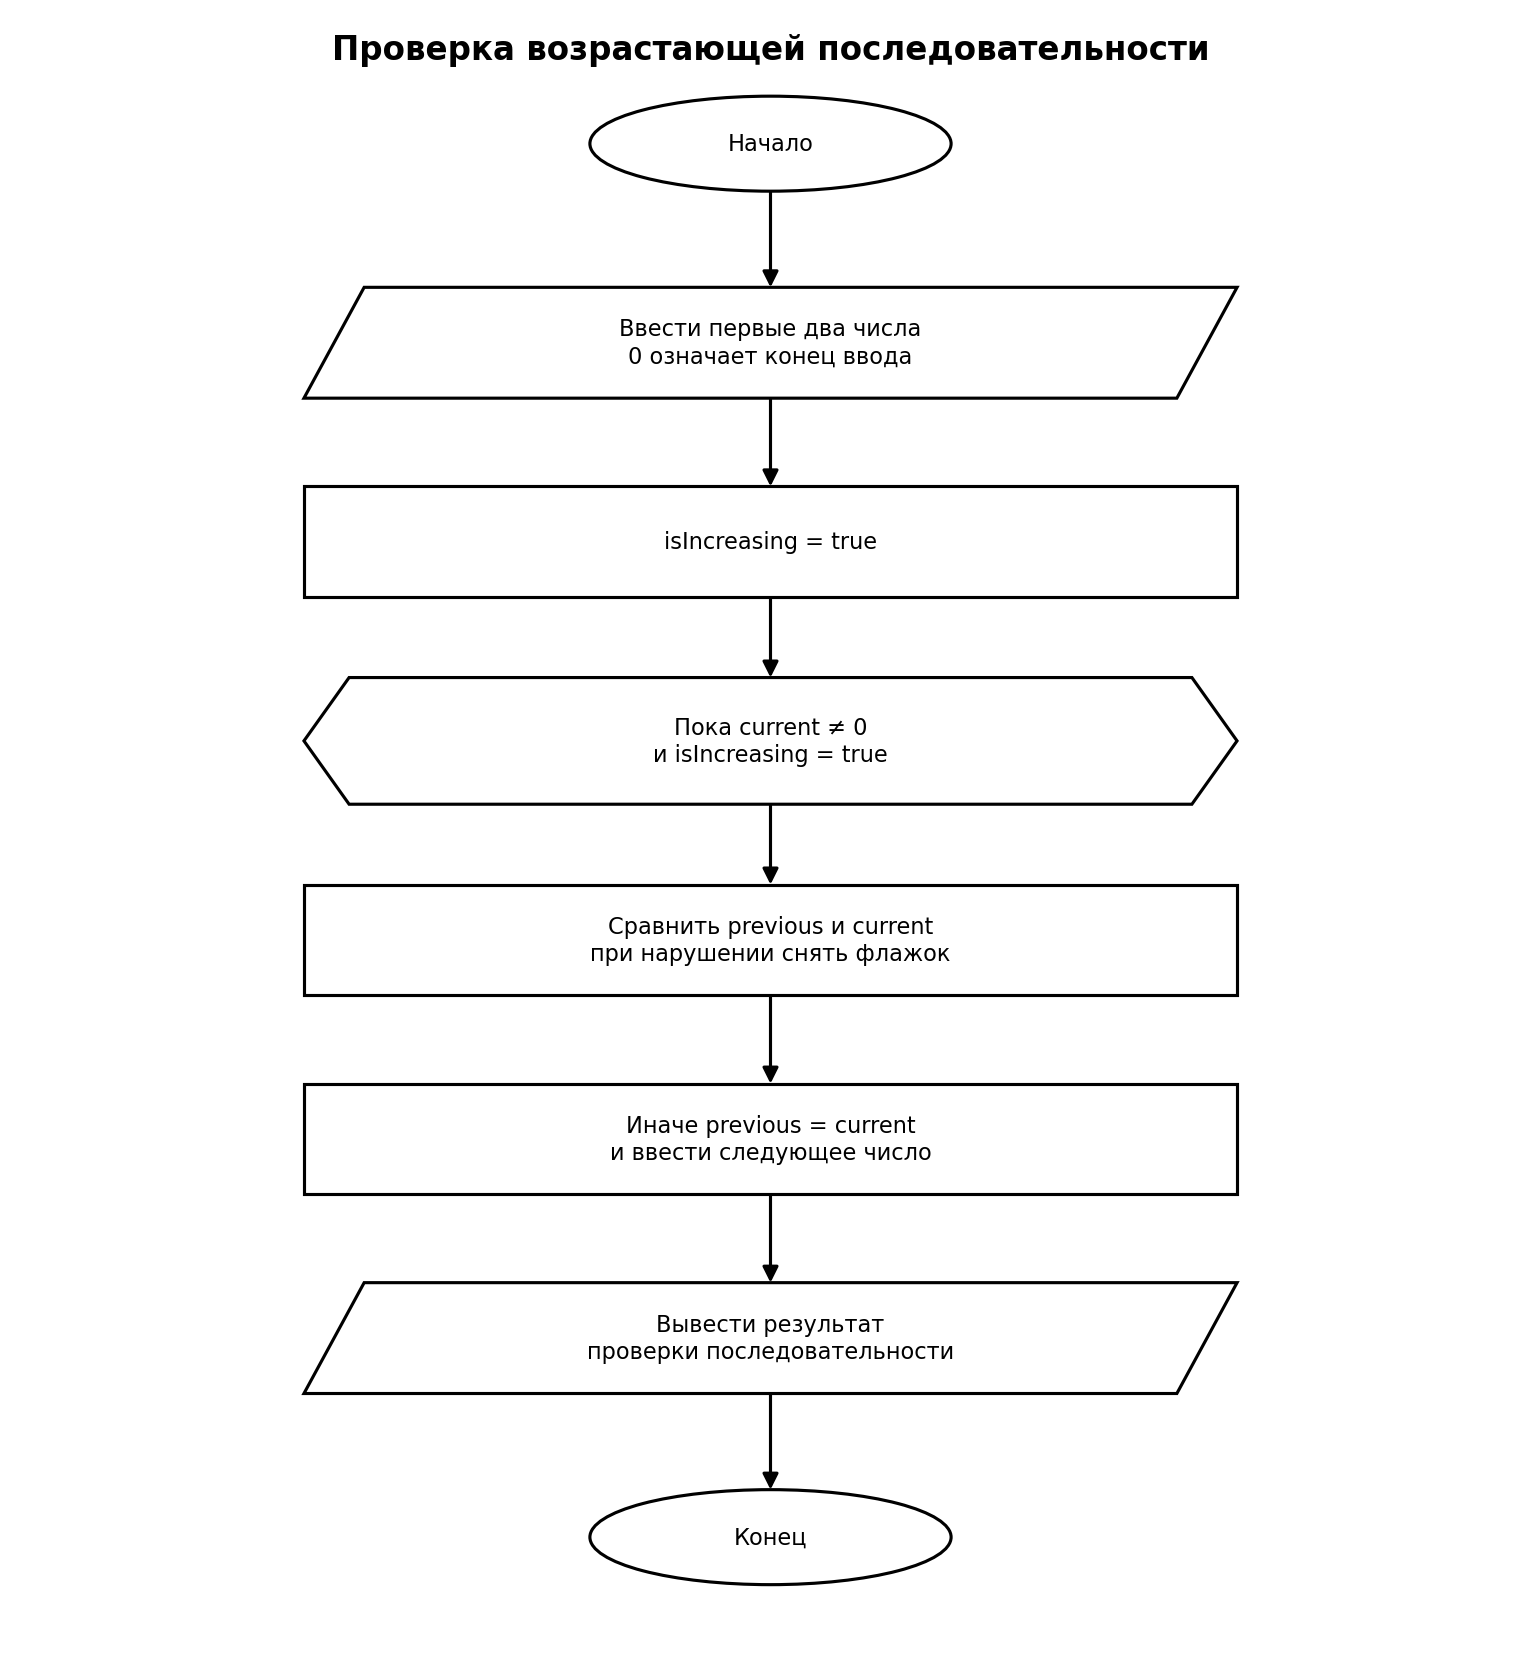 Проверка возрастающей последовательности
Начало
Ввести первые два числа
0 означает конец ввода
isIncreasing = true
Пока current ≠ 0
и isIncreasing = true
Сравнить previous и current
при нарушении снять флажок
Иначе previous = current
и ввести следующее число
Вывести результат
проверки последовательности
Конец